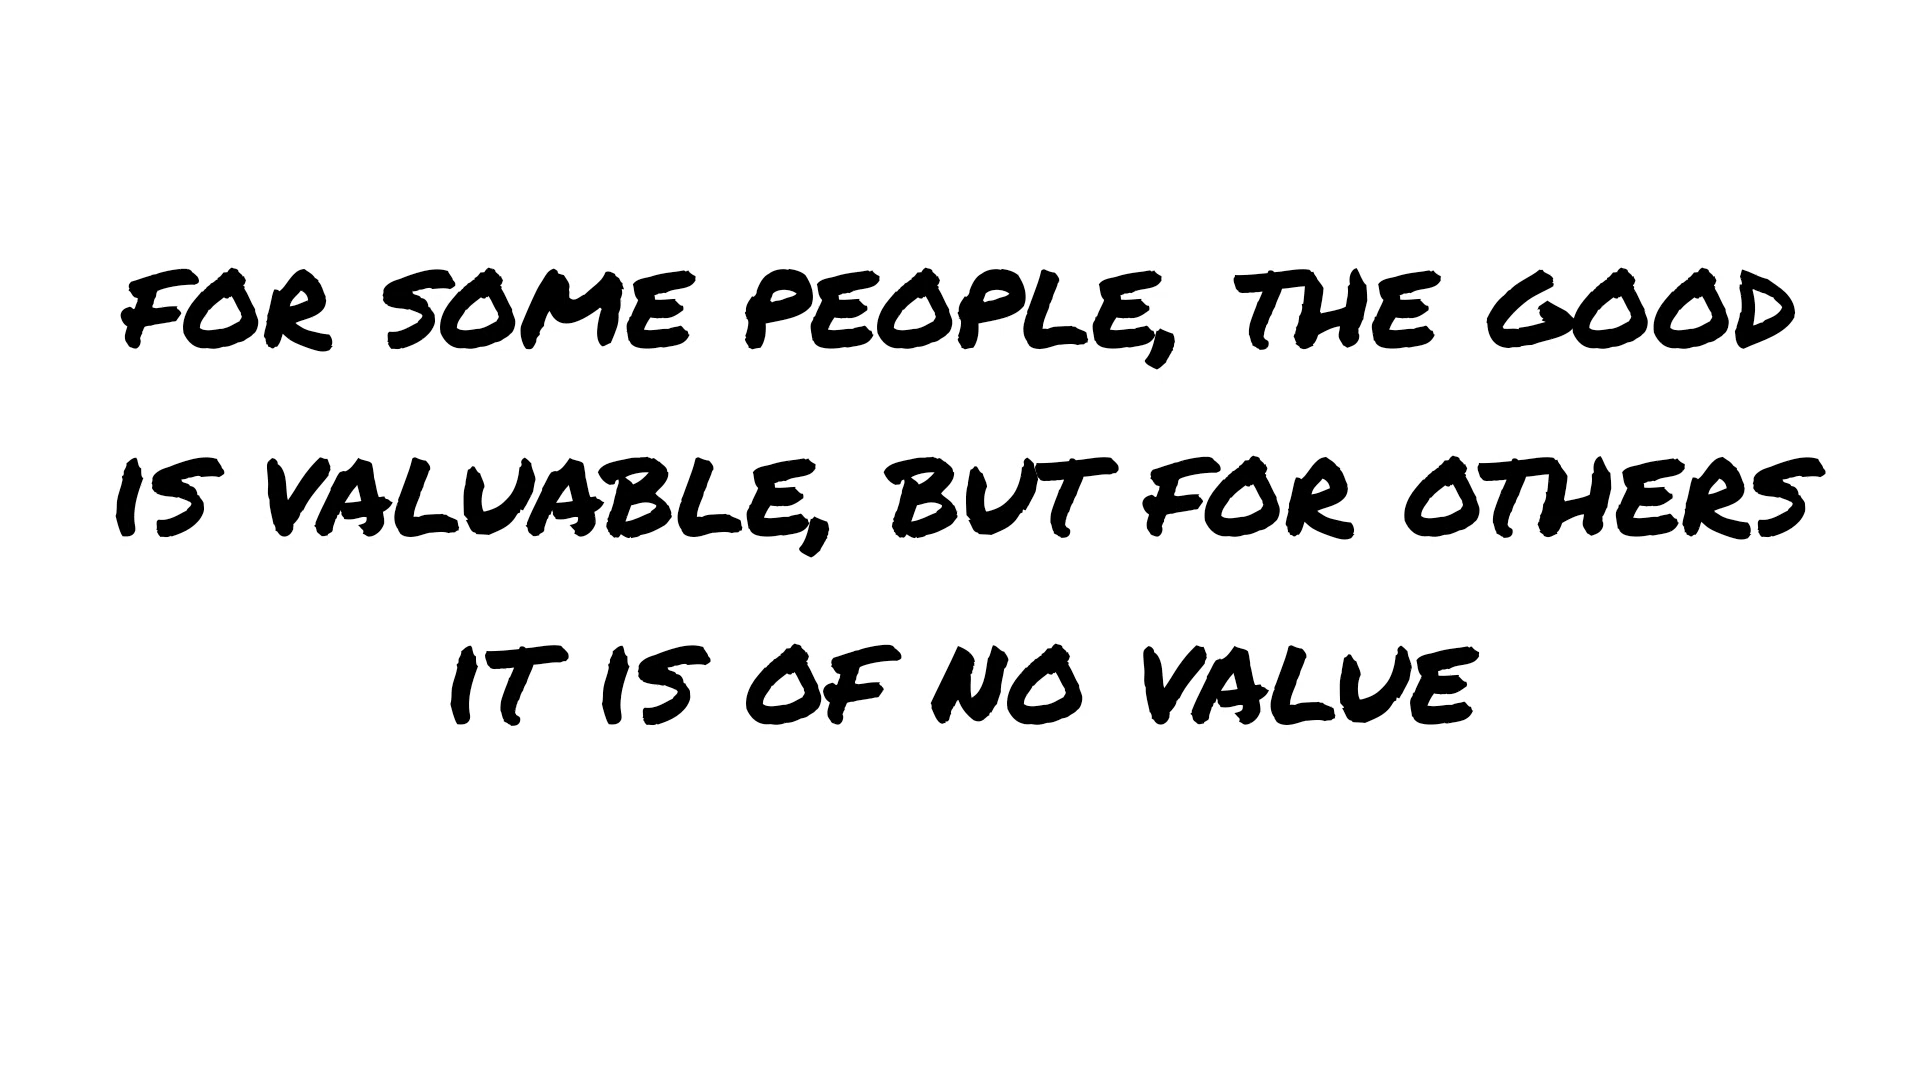 FOR SOME PEOPLE, THE GOOD
IS VALUABLE, BUT FOR OTHERS
IT IS OF NO VALUE